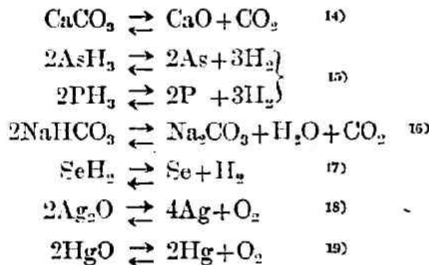 CaCO₃ ⇄ CaO+CO₂ 14)
2AsH₃ ⇄ 2As+3H₂
2PH₃ ⇄ 2P +3H₂ } 15)
2NaHCO₃ ⇄ Na₂CO₃+H₂O+CO₂ 16)
SeH₂ ⇄ Se+H₂ 17)
2Ag₂O ⇄ 4Ag+O₂ 18)
2HgO ⇄ 2Hg+O₂ 19)